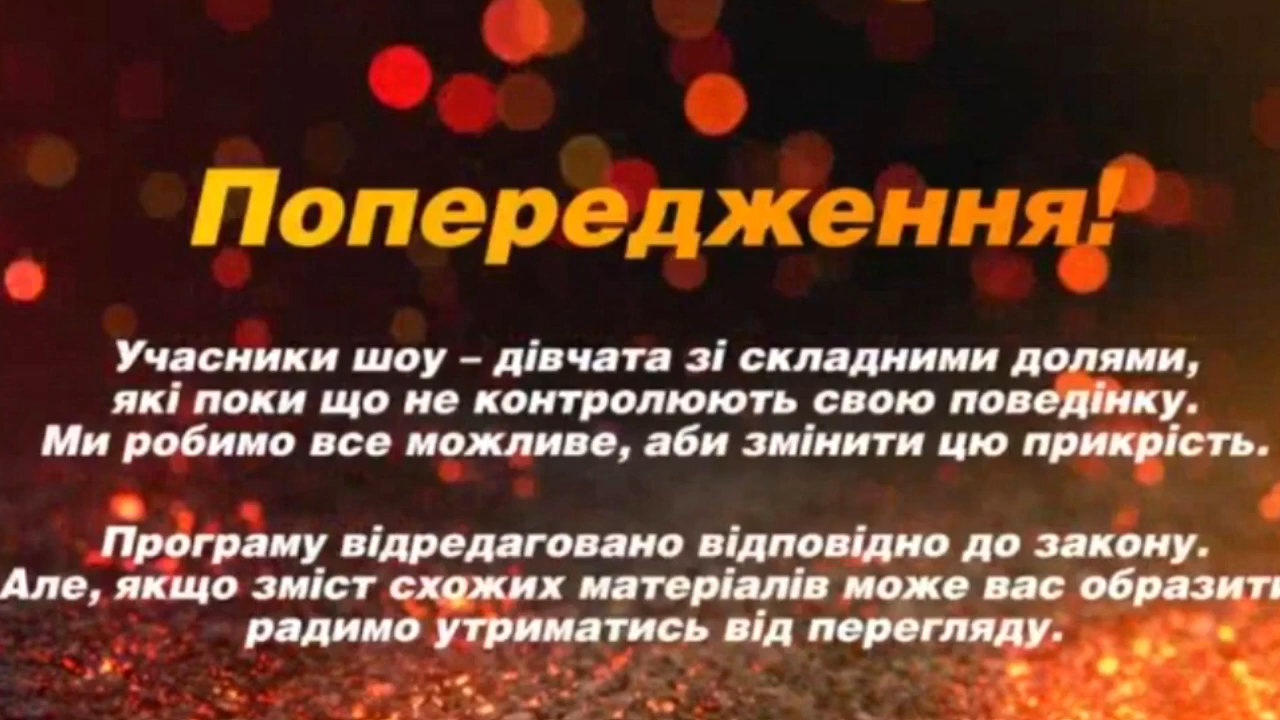 Попередження!
Учасники шоу – дівчата зі складними долями,
які поки що не контролюють свою поведінку.
Ми робимо все можливе, аби змінити цю прикрість.
Програму відредаговано відповідно до закону.
Але, якщо зміст схожих матеріалів може вас образити
радимо утриматись від перегляду.